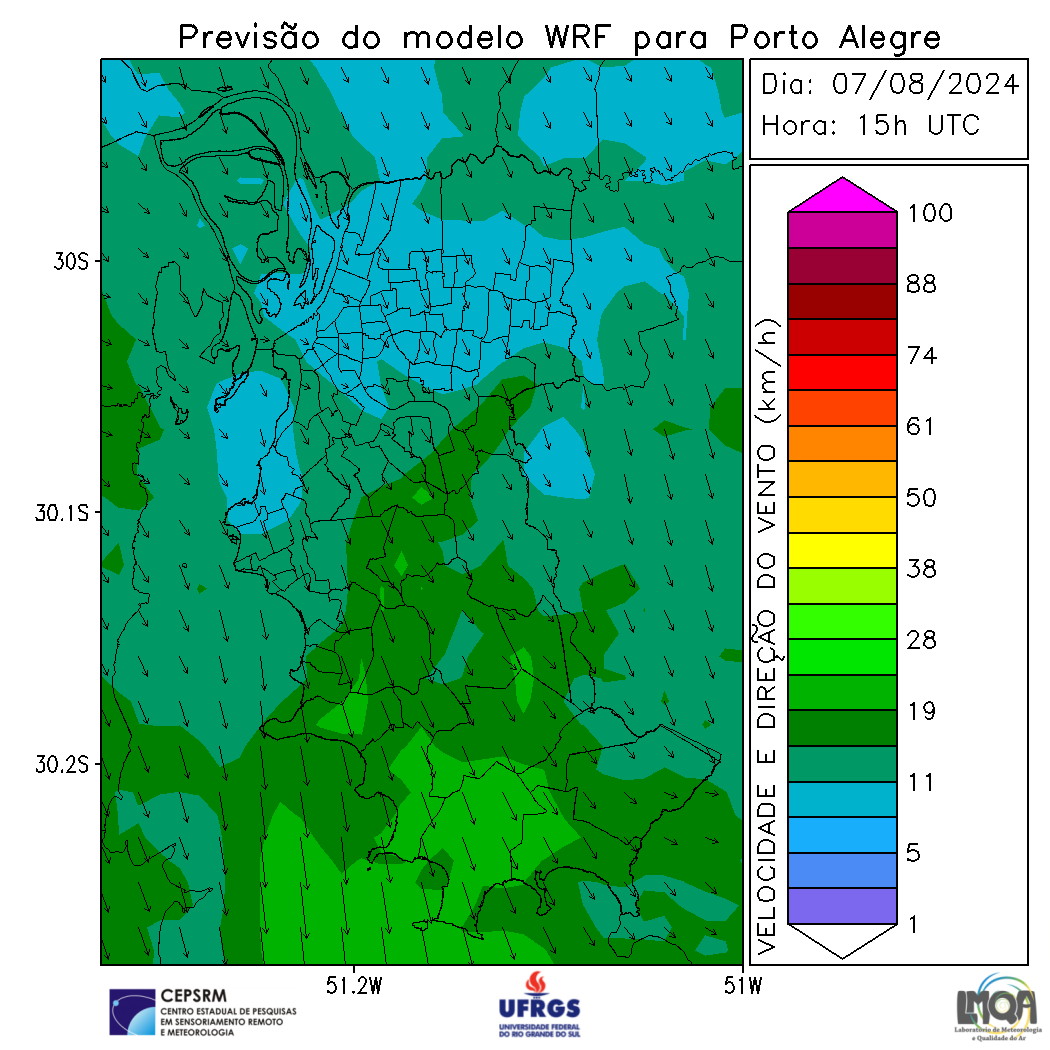 Previsão do modelo WRF para Porto Alegre
Dia: 07/08/2024
Hora: 15h UTC
30S
30.1S
30.2S
51.2W
51W
VELOCIDADE E DIREÇÃO DO VENTO (km/h)
100
88
74
61
50
38
28
19
11
5
1
CEPSRM
CENTRO ESTADUAL DE PESQUISAS
EM SENSORIAMENTO REMOTO
E METEOROLOGIA
UFRGS
UNIVERSIDADE FEDERAL
DO RIO GRANDE DO SUL
LMQA
Laboratório de Meteorologia
e Qualidade do Ar